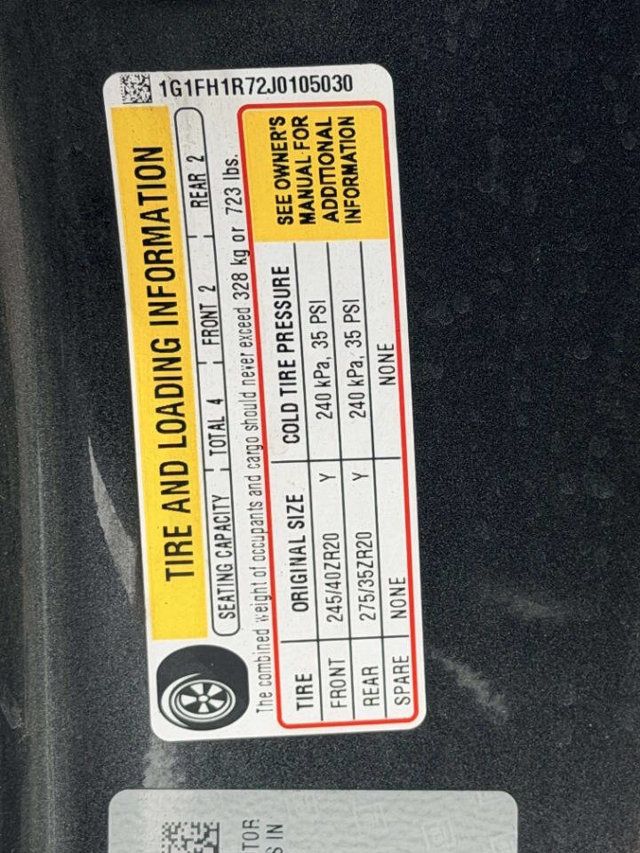 1G1FH1R72J0105030
TIRE AND LOADING INFORMATION
SEATING CAPACITY TOTAL 4 FRONT 2 REAR 2
The combined weight of occupants and cargo should never exceed 328 kg or 723 lbs.
TIRE ORIGINAL SIZE COLD TIRE PRESSURE
FRONT 245/40ZR20 Y 240 kPa, 35 PSI
REAR 275/35ZR20 Y 240 kPa, 35 PSI
SPARE NONE NONE
SEE OWNER'S
MANUAL FOR
ADDITIONAL
INFORMATION
TOR
S IN